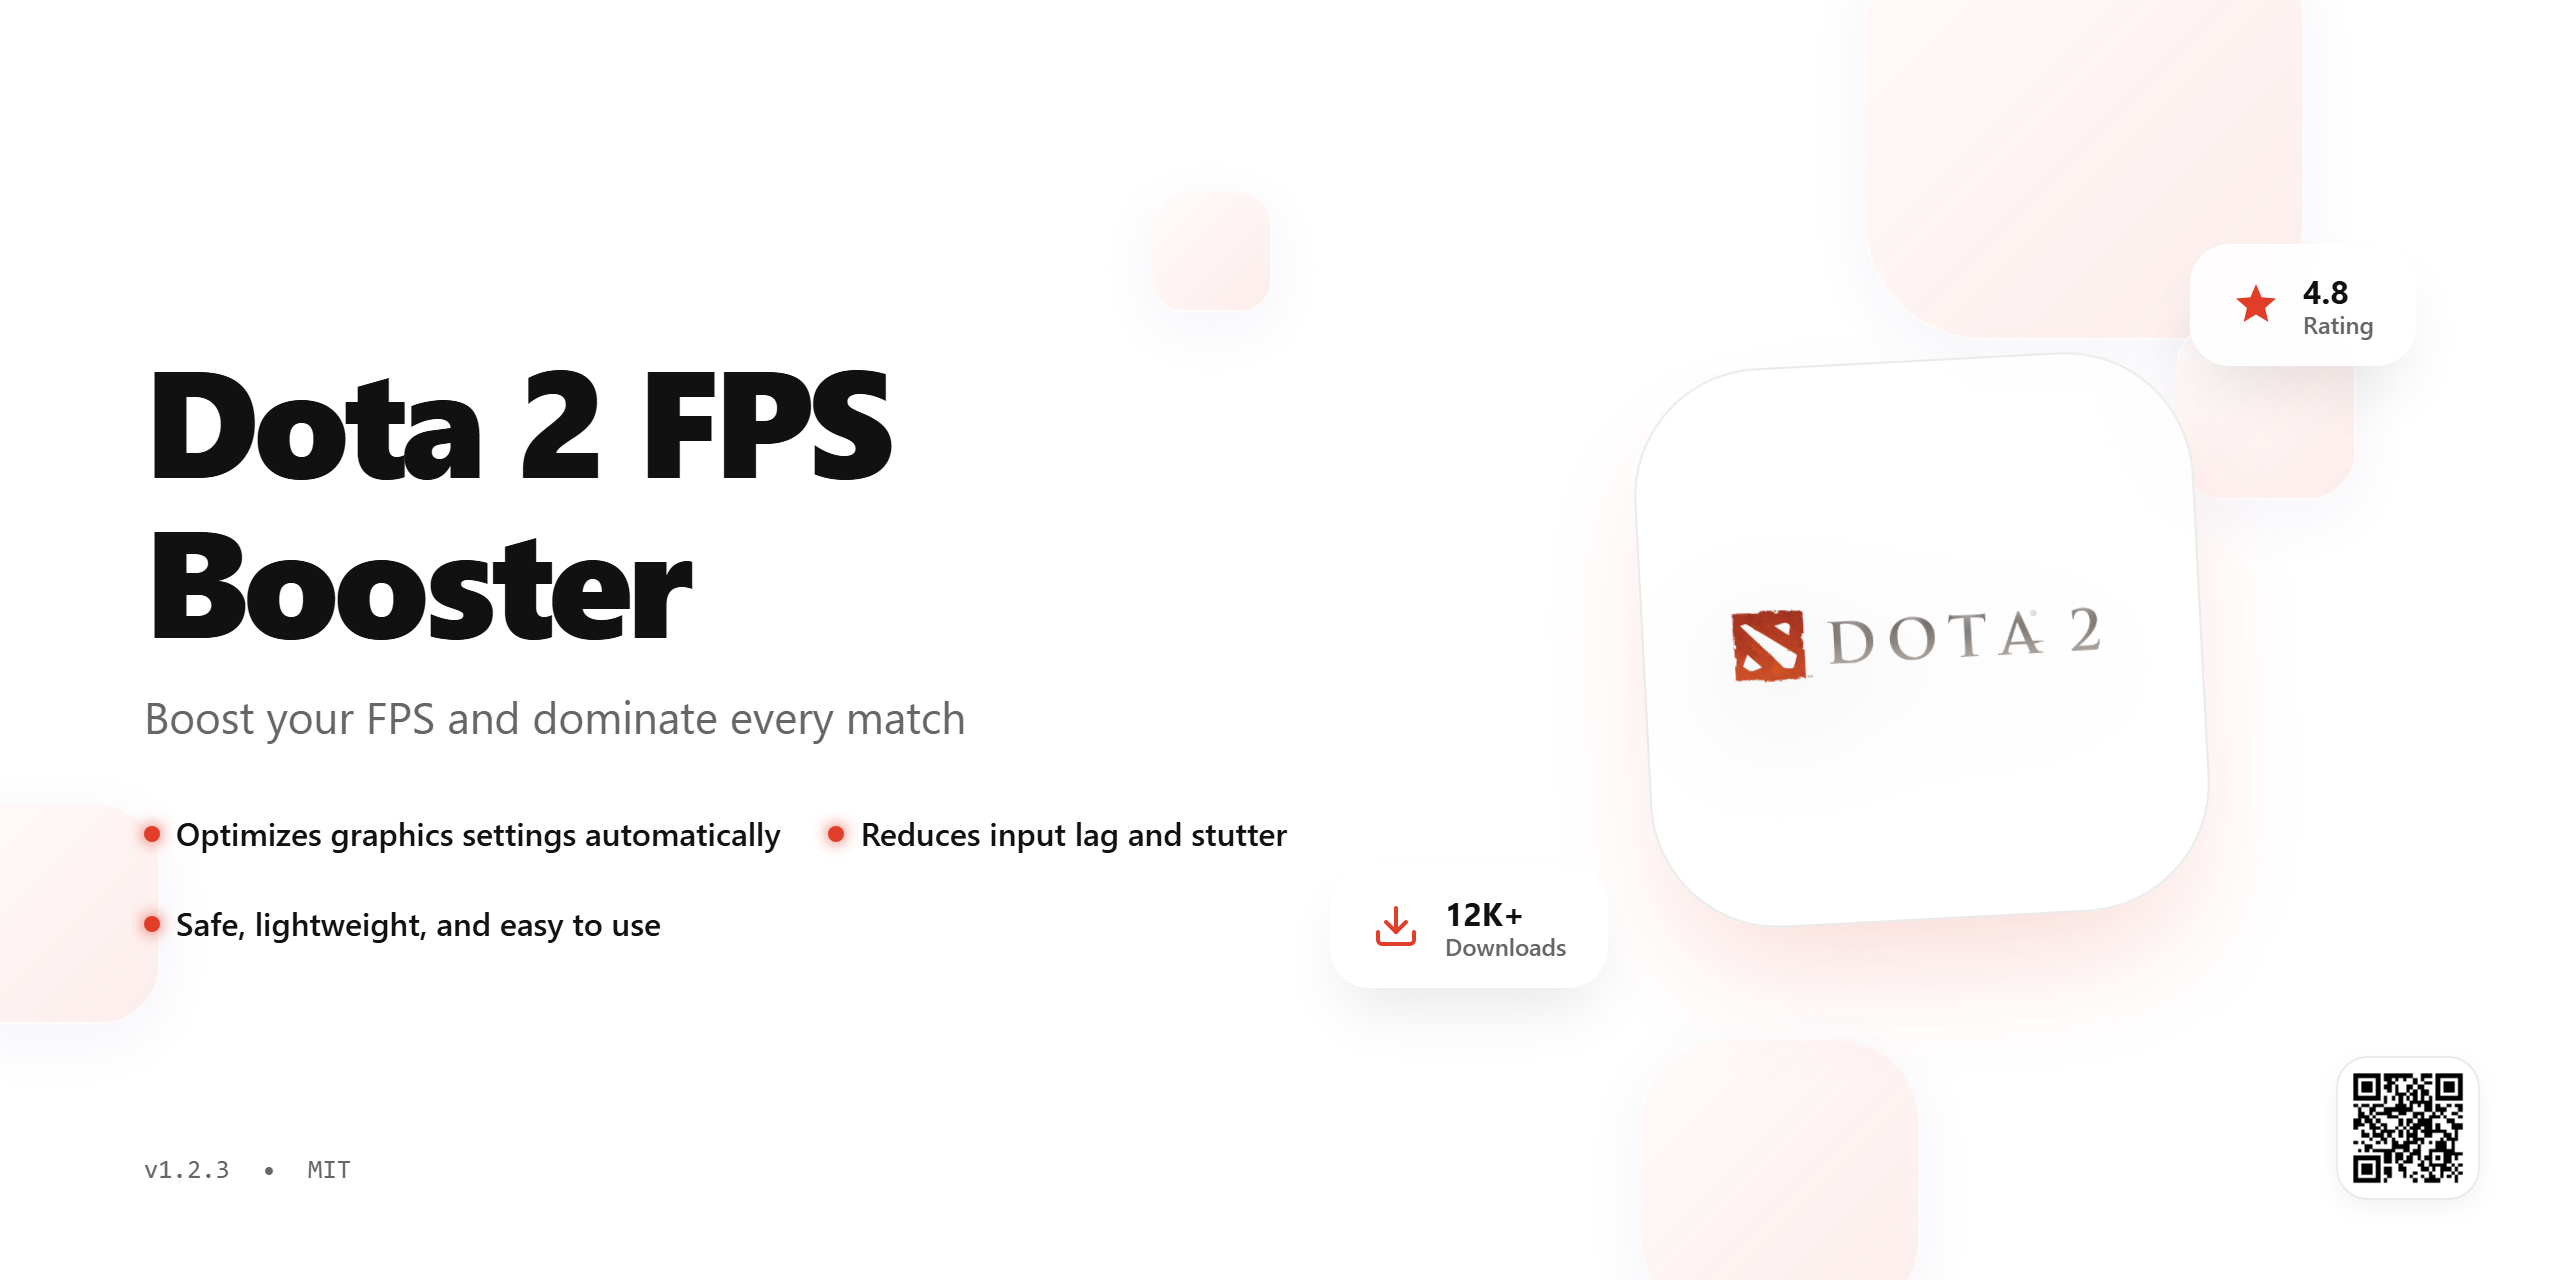 Dota 2 FPS
Booster
Boost your FPS and dominate every match
Optimizes graphics settings automatically
Reduces input lag and stutter
Safe, lightweight, and easy to use
v1.2.3 • MIT
4.8
Rating
DOTA 2
12K+
Downloads